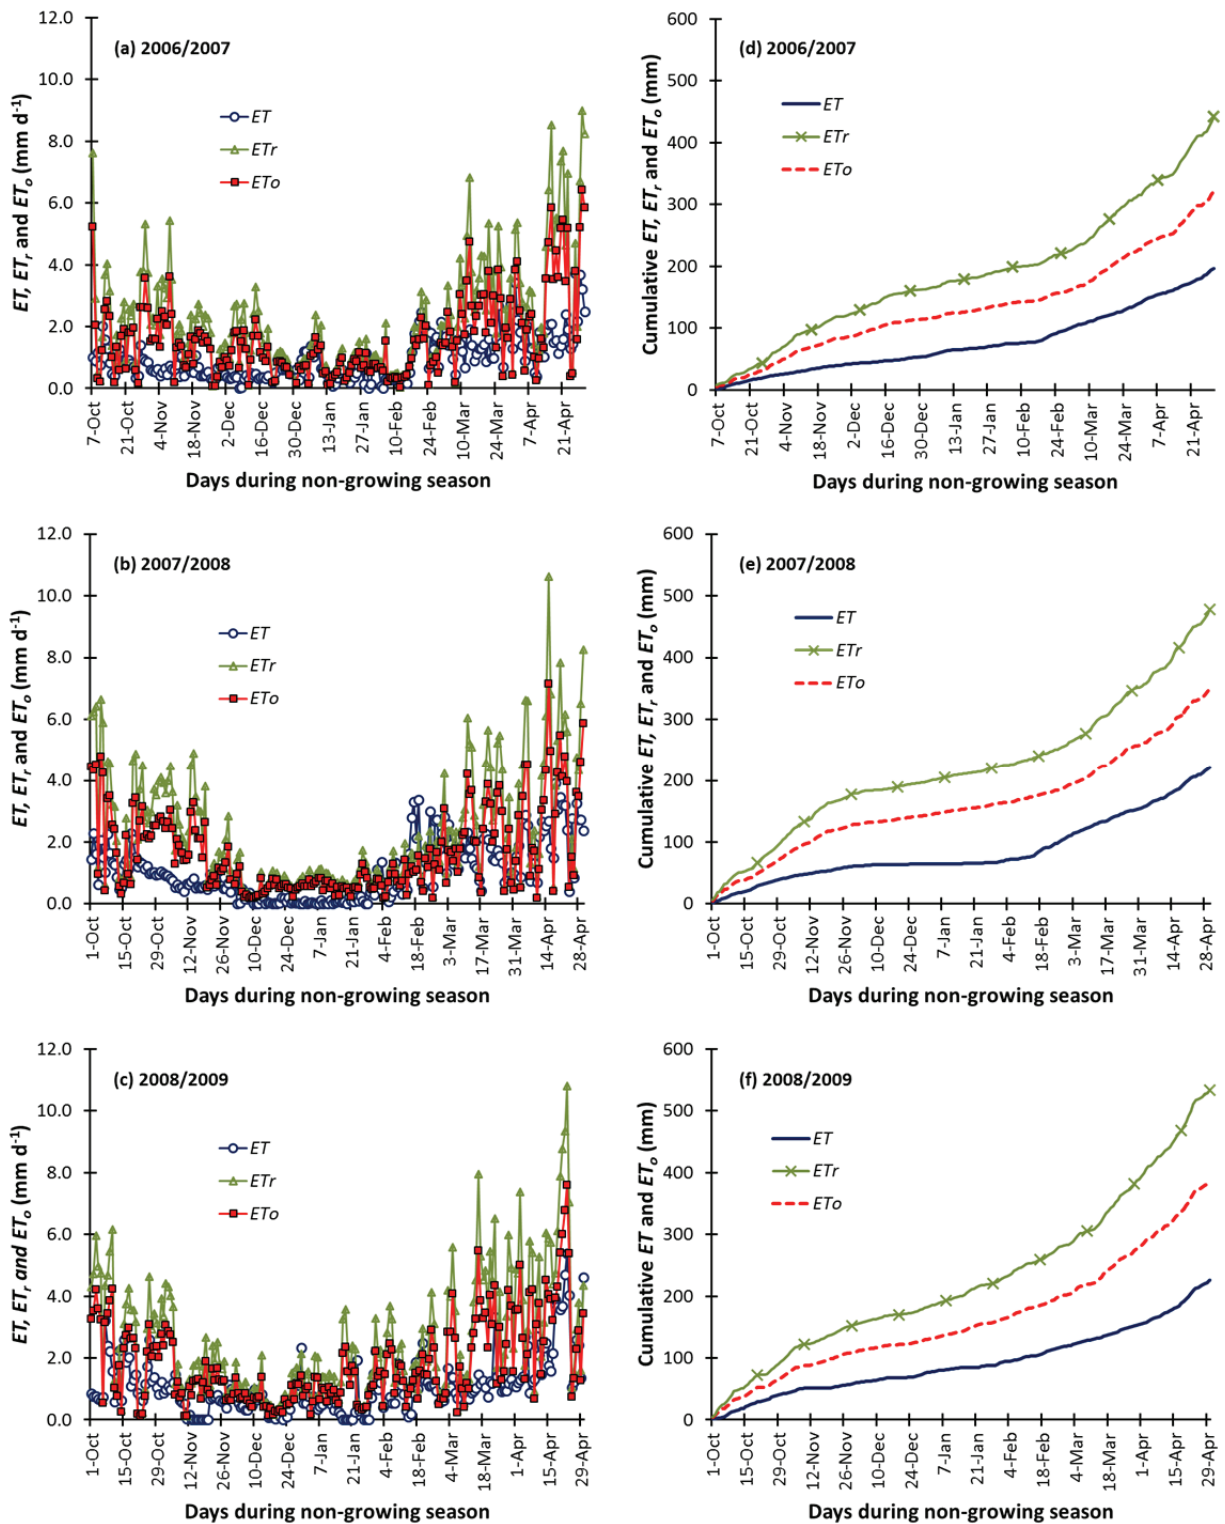 12.0
10.0
8.0
6.0
4.0
2.0
0.0
ET, ETr, and ETo (mm d-1)
(a) 2006/2007
ET
ETr
ETo
7-Oct
21-Oct
4-Nov
18-Nov
2-Dec
16-Dec
30-Dec
13-Jan
27-Jan
10-Feb
24-Feb
10-Mar
24-Mar
7-Apr
21-Apr
Days during non-growing season
600
500
400
300
200
100
0
Cumulative ET, ETr, and ETo (mm)
(d) 2006/2007
ET
ETr
ETo
7-Oct
21-Oct
4-Nov
18-Nov
2-Dec
16-Dec
30-Dec
13-Jan
27-Jan
10-Feb
24-Feb
10-Mar
24-Mar
7-Apr
21-Apr
Days during non-growing season
12.0
10.0
8.0
6.0
4.0
2.0
0.0
ET, ETr, and ETo (mm d-1)
(b) 2007/2008
ET
ETr
ETo
1-Oct
15-Oct
29-Oct
12-Nov
26-Nov
10-Dec
24-Dec
7-Jan
21-Jan
4-Feb
18-Feb
3-Mar
17-Mar
31-Mar
14-Apr
28-Apr
Days during non-growing season
600
500
400
300
200
100
0
Cumulative ET, ETr, and ETo (mm)
(e) 2007/2008
ET
ETr
ETo
1-Oct
15-Oct
29-Oct
12-Nov
26-Nov
10-Dec
24-Dec
7-Jan
21-Jan
4-Feb
18-Feb
3-Mar
17-Mar
31-Mar
14-Apr
28-Apr
Days during non-growing season
12.0
10.0
8.0
6.0
4.0
2.0
0.0
ET, ETr, and ETo (mm d-1)
(c) 2008/2009
ET
ETr
ETo
1-Oct
15-Oct
29-Oct
12-Nov
26-Nov
10-Dec
24-Dec
7-Jan
21-Jan
4-Feb
18-Feb
4-Mar
18-Mar
1-Apr
15-Apr
29-Apr
Days during non-growing season
600
500
400
300
200
100
0
Cumulative ET and ETo (mm)
(f) 2008/2009
ET
ETr
ETo
1-Oct
15-Oct
29-Oct
12-Nov
26-Nov
10-Dec
24-Dec
7-Jan
21-Jan
4-Feb
18-Feb
4-Mar
18-Mar
1-Apr
15-Apr
29-Apr
Days during non-growing season